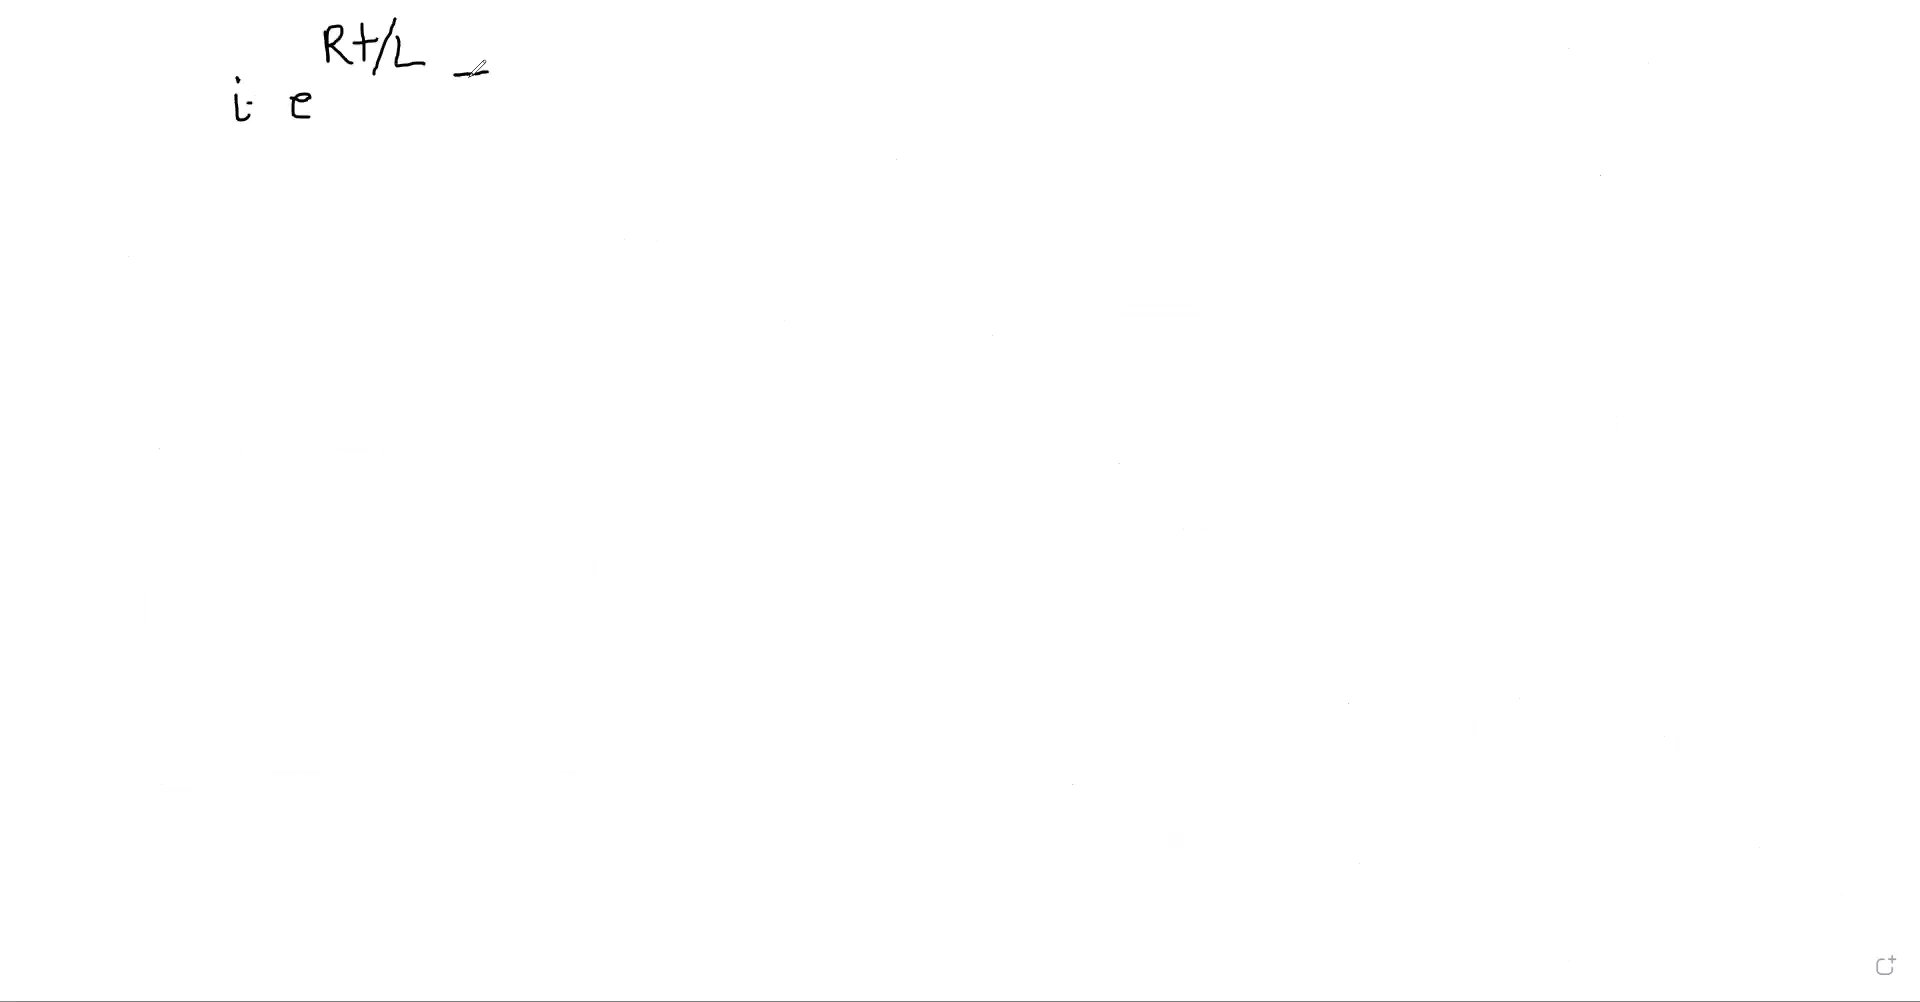 i· e^{Rt/L} –